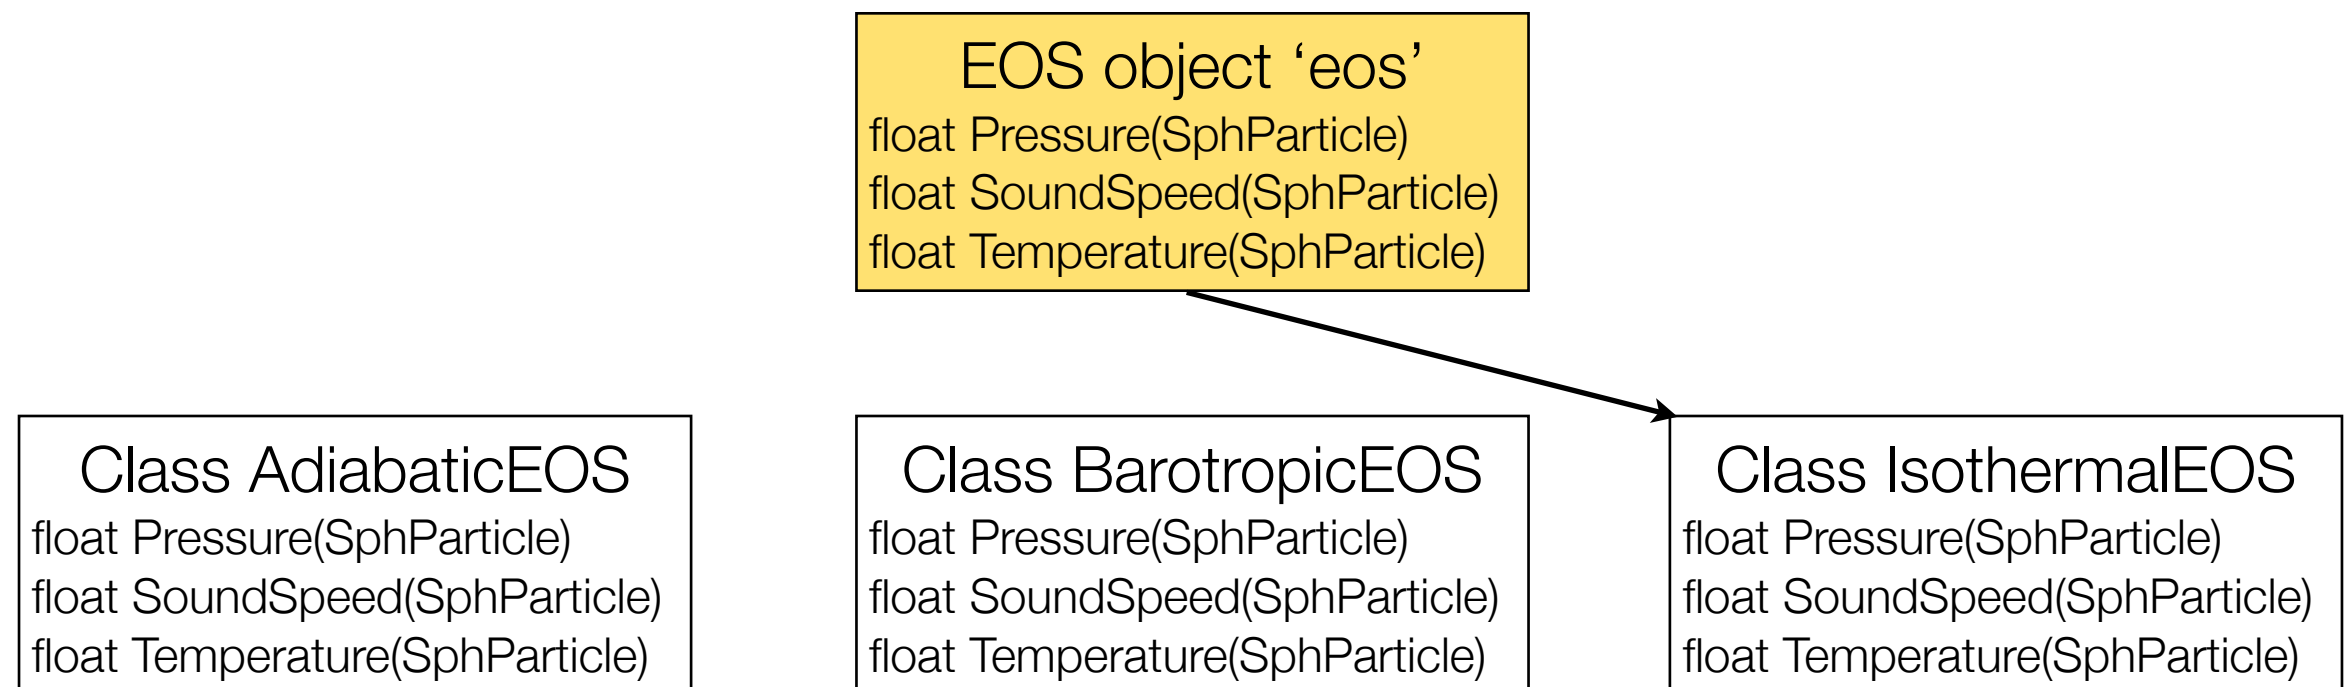 EOS object ‘eos’
float Pressure(SphParticle)
float SoundSpeed(SphParticle)
float Temperature(SphParticle)
Class AdiabaticEOS
float Pressure(SphParticle)
float SoundSpeed(SphParticle)
float Temperature(SphParticle)
Class BarotropicEOS
float Pressure(SphParticle)
float SoundSpeed(SphParticle)
float Temperature(SphParticle)
Class IsothermalEOS
float Pressure(SphParticle)
float SoundSpeed(SphParticle)
float Temperature(SphParticle)